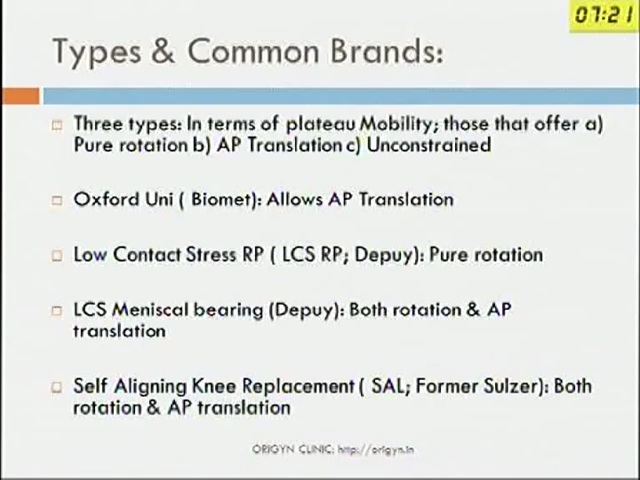 07:21
Types & Common Brands:
Three types: In terms of plateau Mobility; those that offer a)
Pure rotation b) AP Translation c) Unconstrained
Oxford Uni ( Biomet): Allows AP Translation
Low Contact Stress RP ( LCS RP; Depuy): Pure rotation
LCS Meniscal bearing (Depuy): Both rotation & AP
translation
Self Aligning Knee Replacement ( SAL; Former Sulzer): Both
rotation & AP translation
ORIGYN CLINIC: http://origyn.in